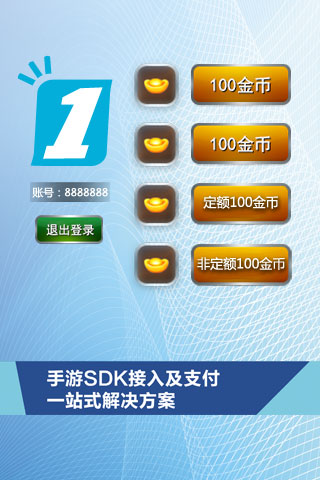 1
100金币
100金币
账号：8888888
定额100金币
退出登录
非定额100金币
手游SDK接入及支付
一站式解决方案